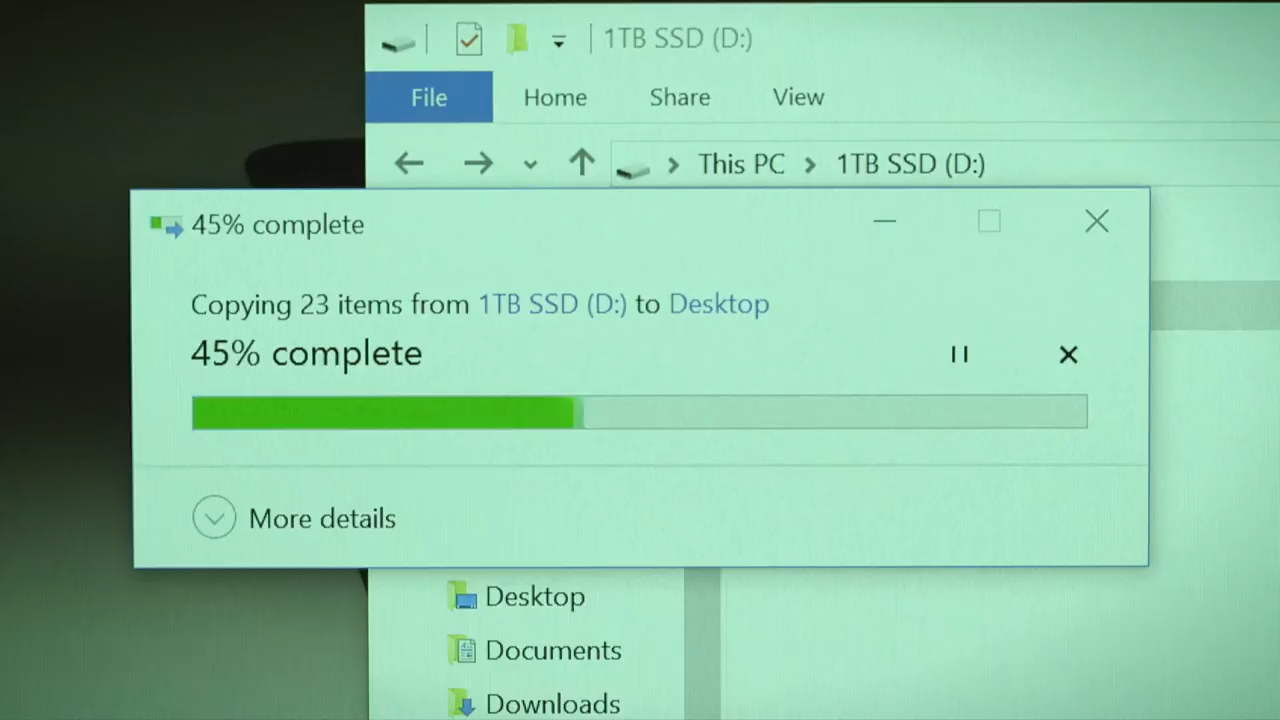 1TB SSD (D:)
File Home Share View
This PC 1TB SSD (D:)
45% complete
Copying 23 items from 1TB SSD (D:) to Desktop
45% complete
More details
Desktop
Documents
Downloads